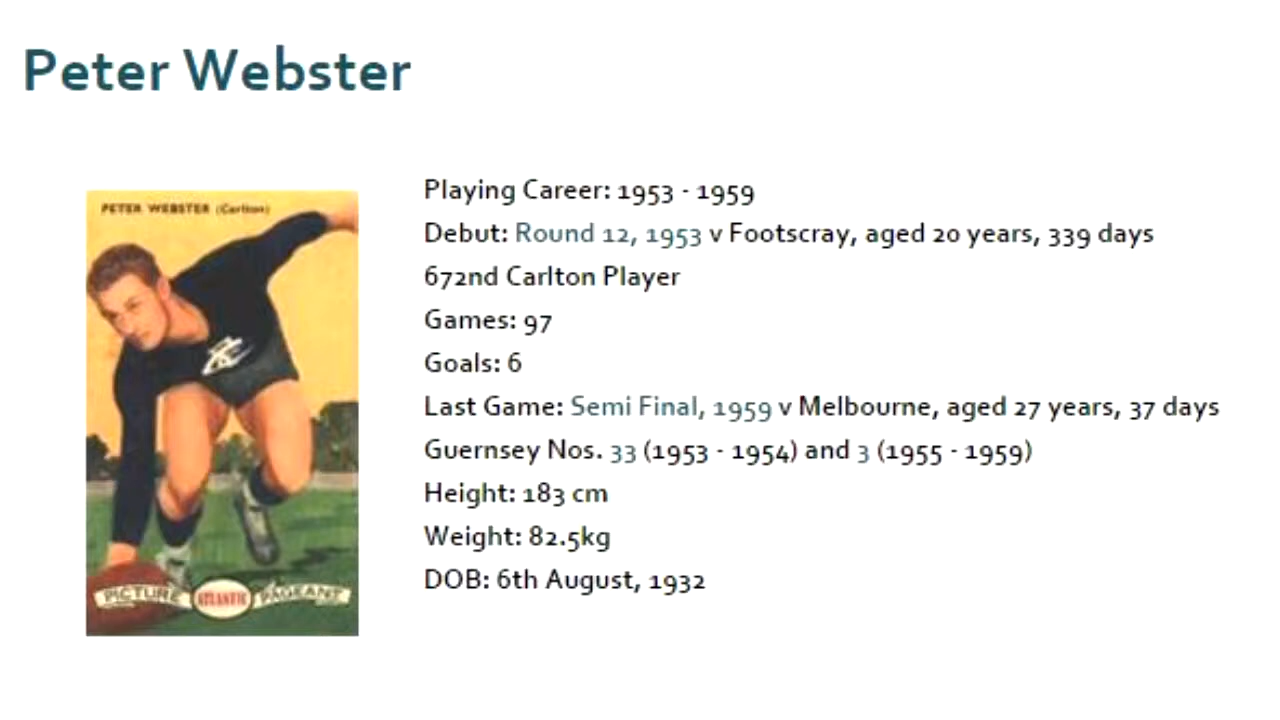 Peter Webster
PETER WEBSTER (Carlton)
PICTURE ATLANTIC PAGEANT
Playing Career: 1953 - 1959
Debut: Round 12, 1953 v Footscray, aged 20 years, 339 days
672nd Carlton Player
Games: 97
Goals: 6
Last Game: Semi Final, 1959 v Melbourne, aged 27 years, 37 days
Guernsey Nos. 33 (1953 - 1954) and 3 (1955 - 1959)
Height: 183 cm
Weight: 82.5kg
DOB: 6th August, 1932